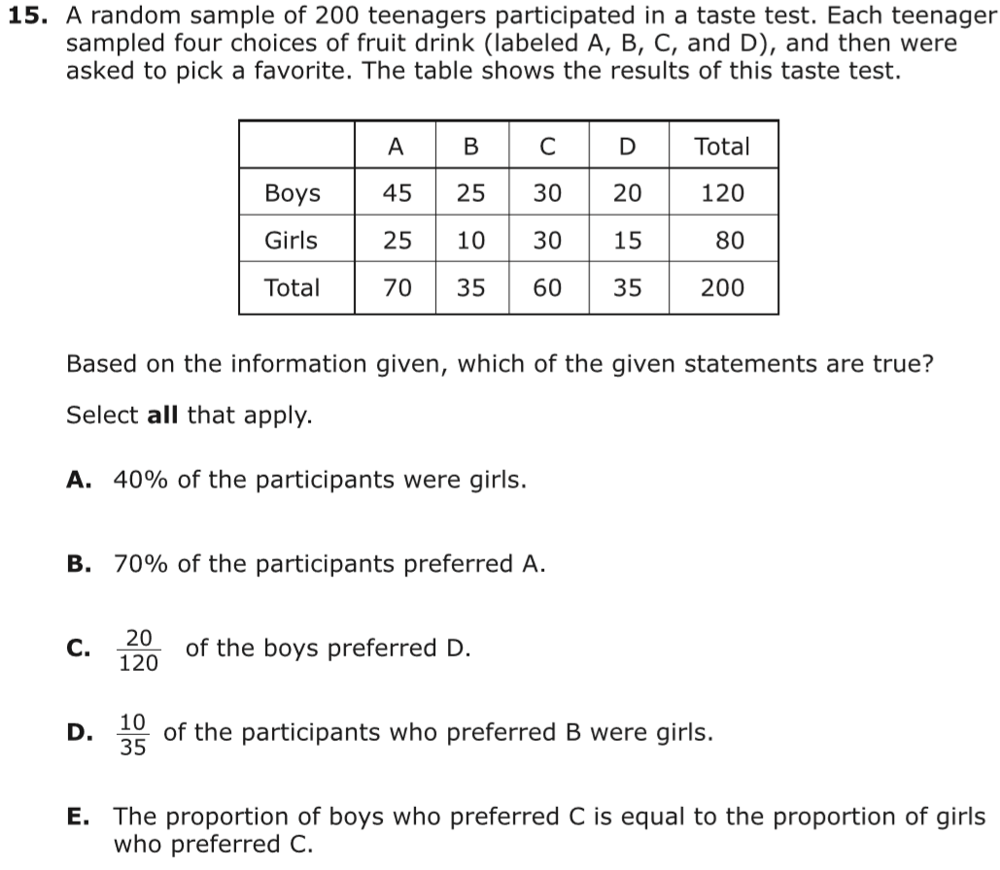 15. A random sample of 200 teenagers participated in a taste test. Each teenager
sampled four choices of fruit drink (labeled A, B, C, and D), and then were
asked to pick a favorite. The table shows the results of this taste test.
A B C D Total
Boys 45 25 30 20 120
Girls 25 10 30 15 80
Total 70 35 60 35 200
Based on the information given, which of the given statements are true?
Select all that apply.
A. 40% of the participants were girls.
B. 70% of the participants preferred A.
C. 20/120 of the boys preferred D.
D. 10/35 of the participants who preferred B were girls.
E. The proportion of boys who preferred C is equal to the proportion of girls
who preferred C.